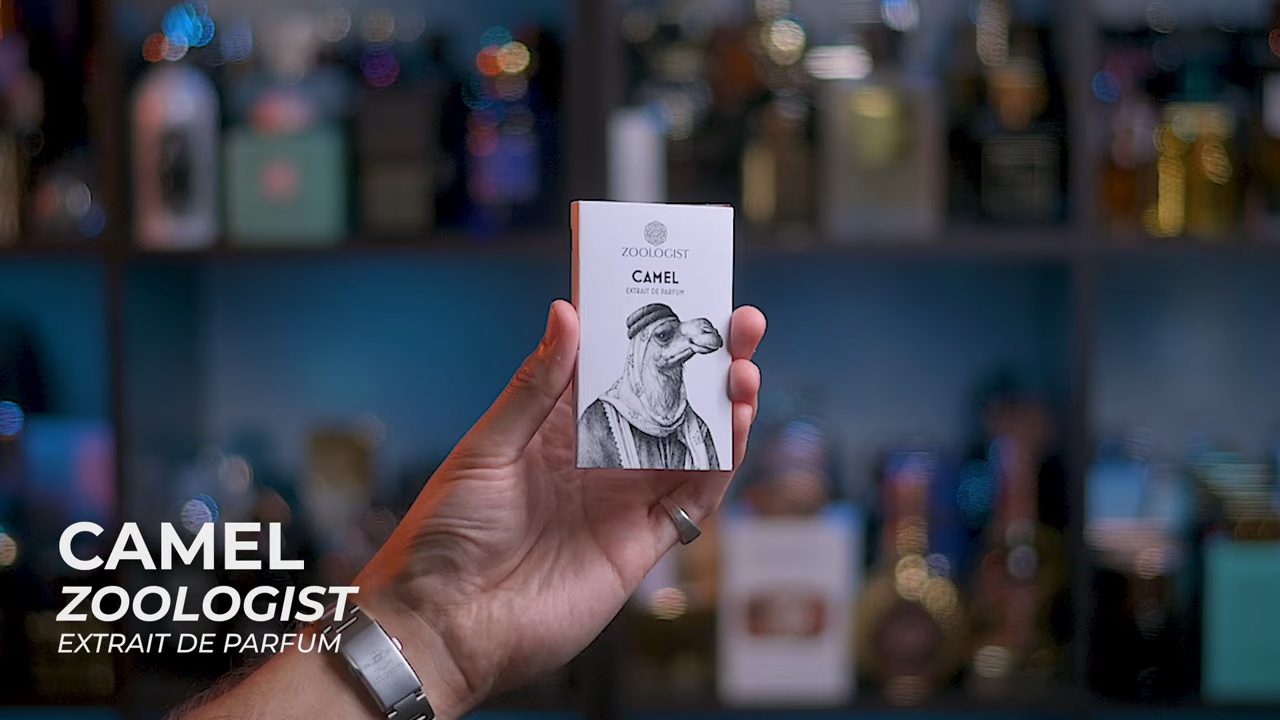 ZOOLOGIST
CAMEL
EXTRAIT DE PARFUM
CAMEL
ZOOLOGIST
EXTRAIT DE PARFUM